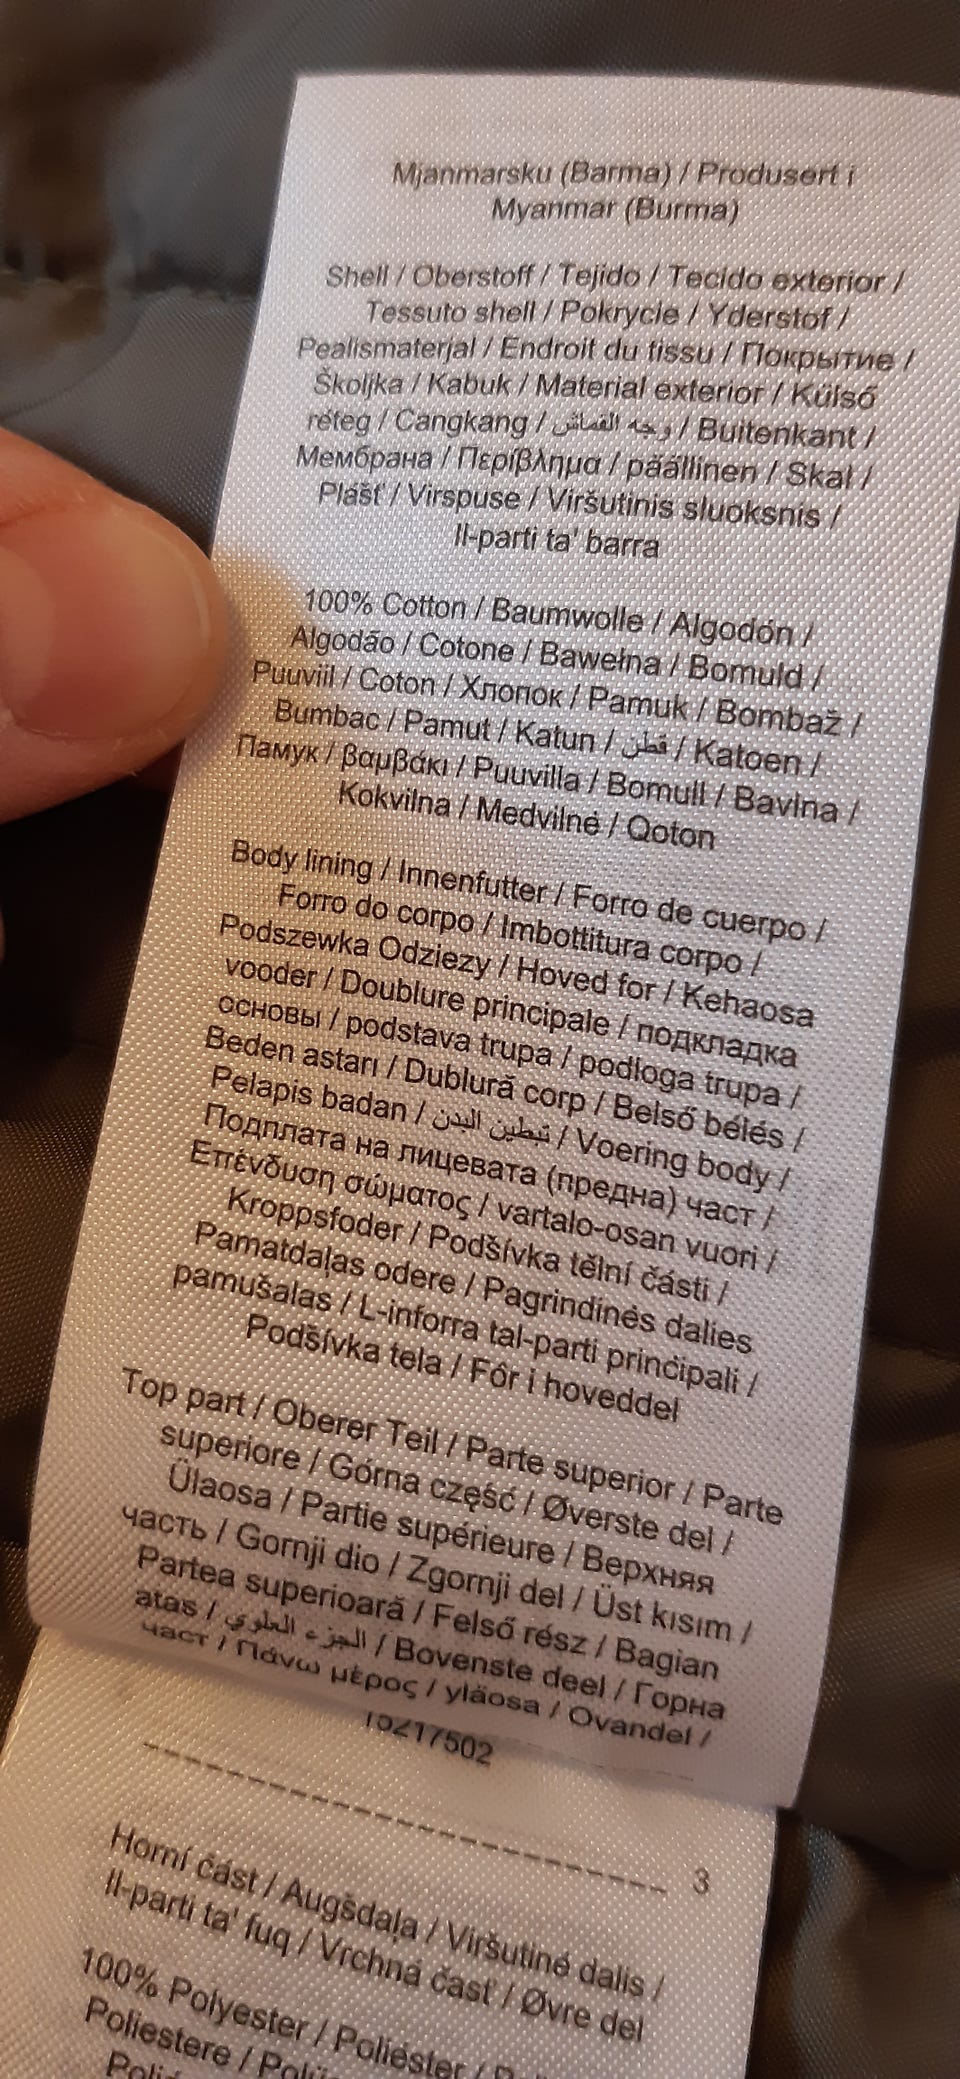 Mjanmarsku (Barma) / Produsert i
Myanmar (Burma)
Shell / Oberstoff / Tejido / Tecido exterior /
Tessuto shell / Pokrycie / Yderstof /
Pealismaterjal / Endroit du tissu / Покрытие /
Školjka / Kabuk / Material exterior / Külső
réteg / Cangkang / وجه القماش / Buitenkant /
Мембрана / Περίβλημα / päällinen / Skal /
Plášť / Virspuse / Viršutinis sluoksnis /
Il-parti ta' barra
100% Cotton / Baumwolle / Algodón /
Algodão / Cotone / Bawełna / Bomuld /
Puuvill / Coton / Хлопок / Pamuk / Bombaž /
Bumbac / Pamut / Katun / قطن / Katoen /
Памук / βαμβάκι / Puuvilla / Bomull / Bavlna /
Kokvilna / Medvilnė / Qoton
Body lining / Innenfutter / Forro de cuerpo /
Forro do corpo / Imbottitura corpo /
Podszewka Odziezy / Hoved for / Kehaosa
vooder / Doublure principale / подкладка
основы / podstava trupa / podloga trupa /
Beden astarı / Dublură corp / Belső bélés /
Pelapis badan / تبطين البدن / Voering body /
Подплата на лицевата (предна) част /
Επένδυση σώματος / vartalo-osan vuori /
Kroppsfoder / Podšívka tělní části /
Pamatdaļas odere / Pagrindinės dalies
pamušalas / L-inforra tal-parti prinċipali /
Podšívka tela / Fôr i hoveddel
Top part / Oberer Teil / Parte superior / Parte
superiore / Górna część / Øverste del /
Ülaosa / Partie supérieure / Верхняя
часть / Gornji dio / Zgornji del / Üst kısım /
Partea superioară / Felső rész / Bagian
atas / الجزء العلوي / Bovenste deel / Горна
част / Πάνω μέρος / yläosa / Ovandel /
15217502
3
Horní část / Augšdaļa / Viršutinė dalis /
Il-parti ta' fuq / Vrchná časť / Øvre del
100% Polyester / Poliéster /
Poliestere /